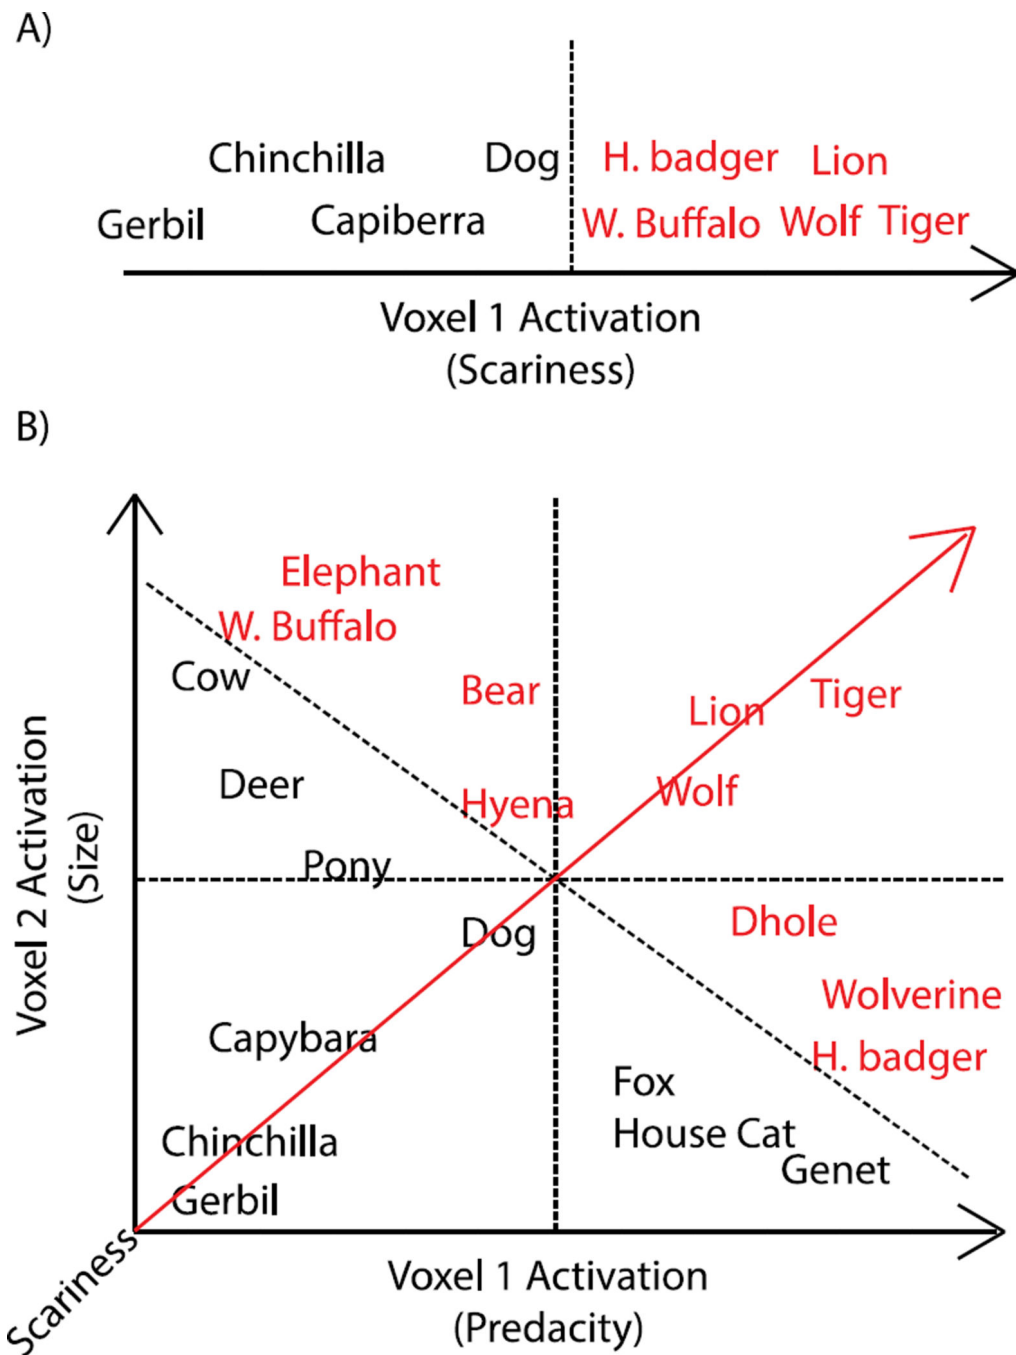 A)
Chinchilla Dog H. badger Lion
Gerbil Capiberra W. Buffalo Wolf Tiger
Voxel 1 Activation
(Scariness)
B)
Elephant
W. Buffalo
Cow
Bear
Lion Tiger
Deer
Hyena Wolf
Pony
Dog Dhole
Wolverine
Capybara
H. badger
Fox
Chinchilla House Cat
Genet
Gerbil
Voxel 2 Activation
(Size)
Scariness
Voxel 1 Activation
(Predacity)